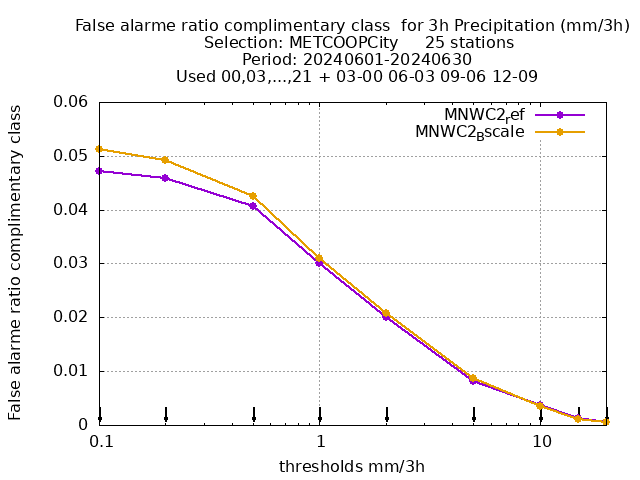 False alarme ratio complimentary class  for 3h Precipitation (mm/3h)
Selection: METCOOPCity     25 stations
Period: 20240601-20240630
Used 00,03,...,21 + 03-00 06-03 09-06 12-09
False alarme ratio complimentary class
0.06
0.05
0.04
0.03
0.02
0.01
0
MNWC2ref
MNWC2Bscale
0.1 1 10
thresholds mm/3h